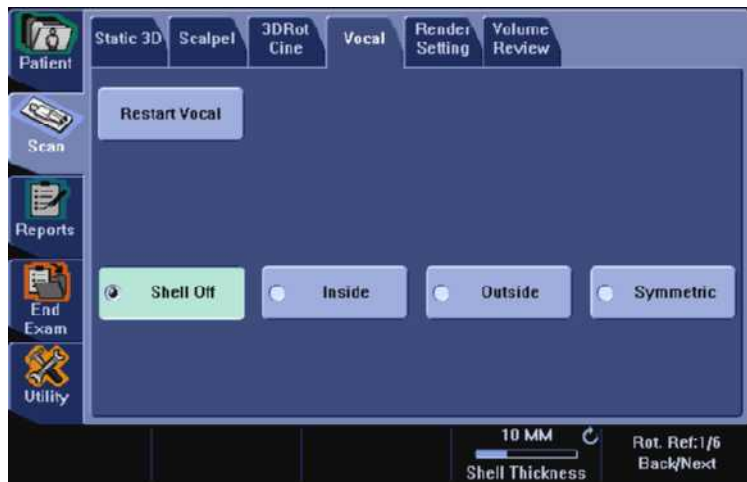 Patient
Static 3D
Scalpel
3DRot
Cine
Vocal
Render
Setting
Volume
Review
Restart Vocal
Scan
Reports
Shell Off
Inside
Outside
Symmetric
End
Exam
Utility
10 MM
Shell Thickness
Rot. Ref:1/6
Back/Next